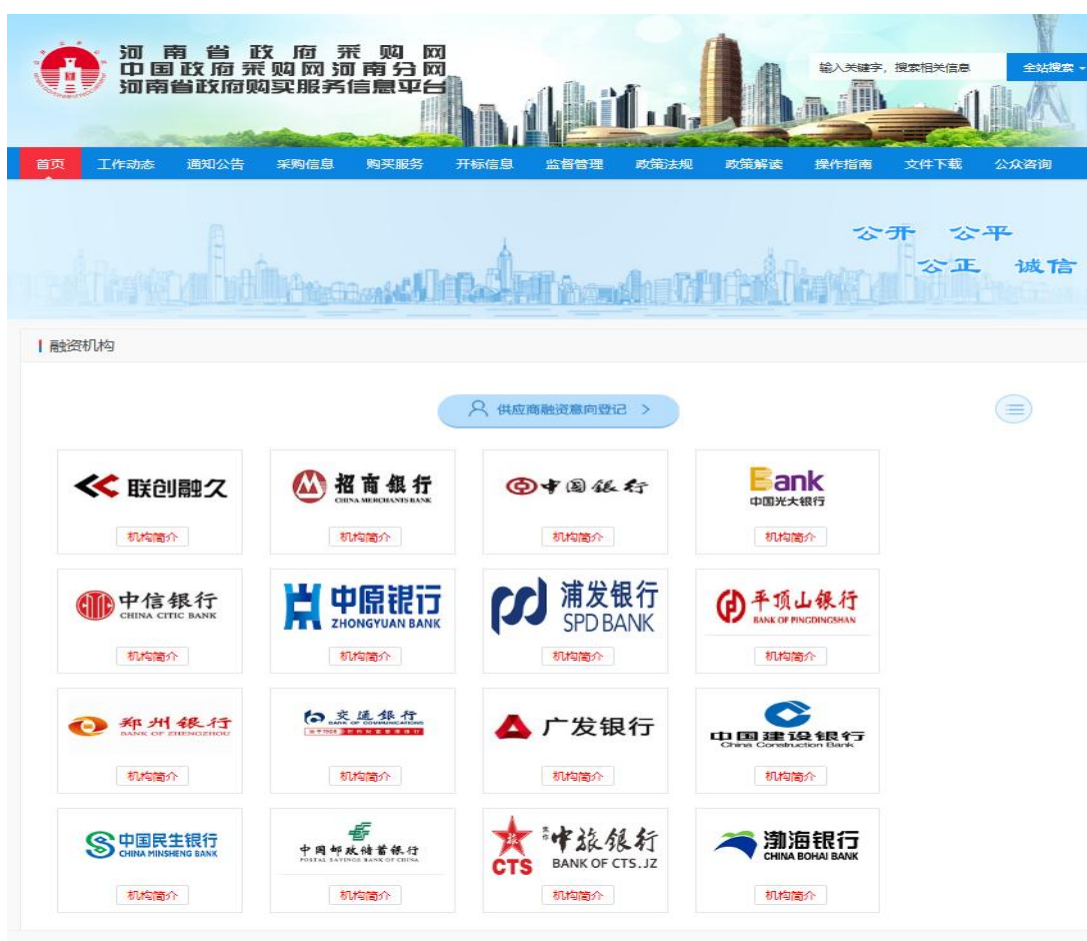 河南省政府采购网
中国政府采购网河南分网
河南省政府购买服务信息平台
输入关键字，搜索相关信息 全站搜索
首页 工作动态 通知公告 采购信息 购买服务 开标信息 监督管理 政策法规 政策解读 操作指南 文件下载 公众咨询
公开 公平
公正 诚信
融资机构
供应商融资意向登记 >
联创融久 招商银行 中国银行 Bank
CHINA MERCHANTS BANK 中国光大银行
机构简介 机构简介 机构简介 机构简介
中信银行 中原银行 浦发银行 平顶山银行
CHINA CITIC BANK ZHONGYUAN BANK SPD BANK BANK OF PINGDINGSHAN
机构简介 机构简介 机构简介 机构简介
郑州银行 交通银行 广发银行 中国建设银行
BANK OF ZHENGZHOU BANK OF COMMUNICATIONS China Construction Bank
机构简介 机构简介 机构简介 机构简介
中国民生银行 中国邮政储蓄银行 焦作中旅银行 渤海银行
CHINA MINSHENG BANK POSTAL SAVINGS BANK OF CHINA CTS BANK OF CTS.JZ CHINA BOHAI BANK
机构简介 机构简介 机构简介 机构简介